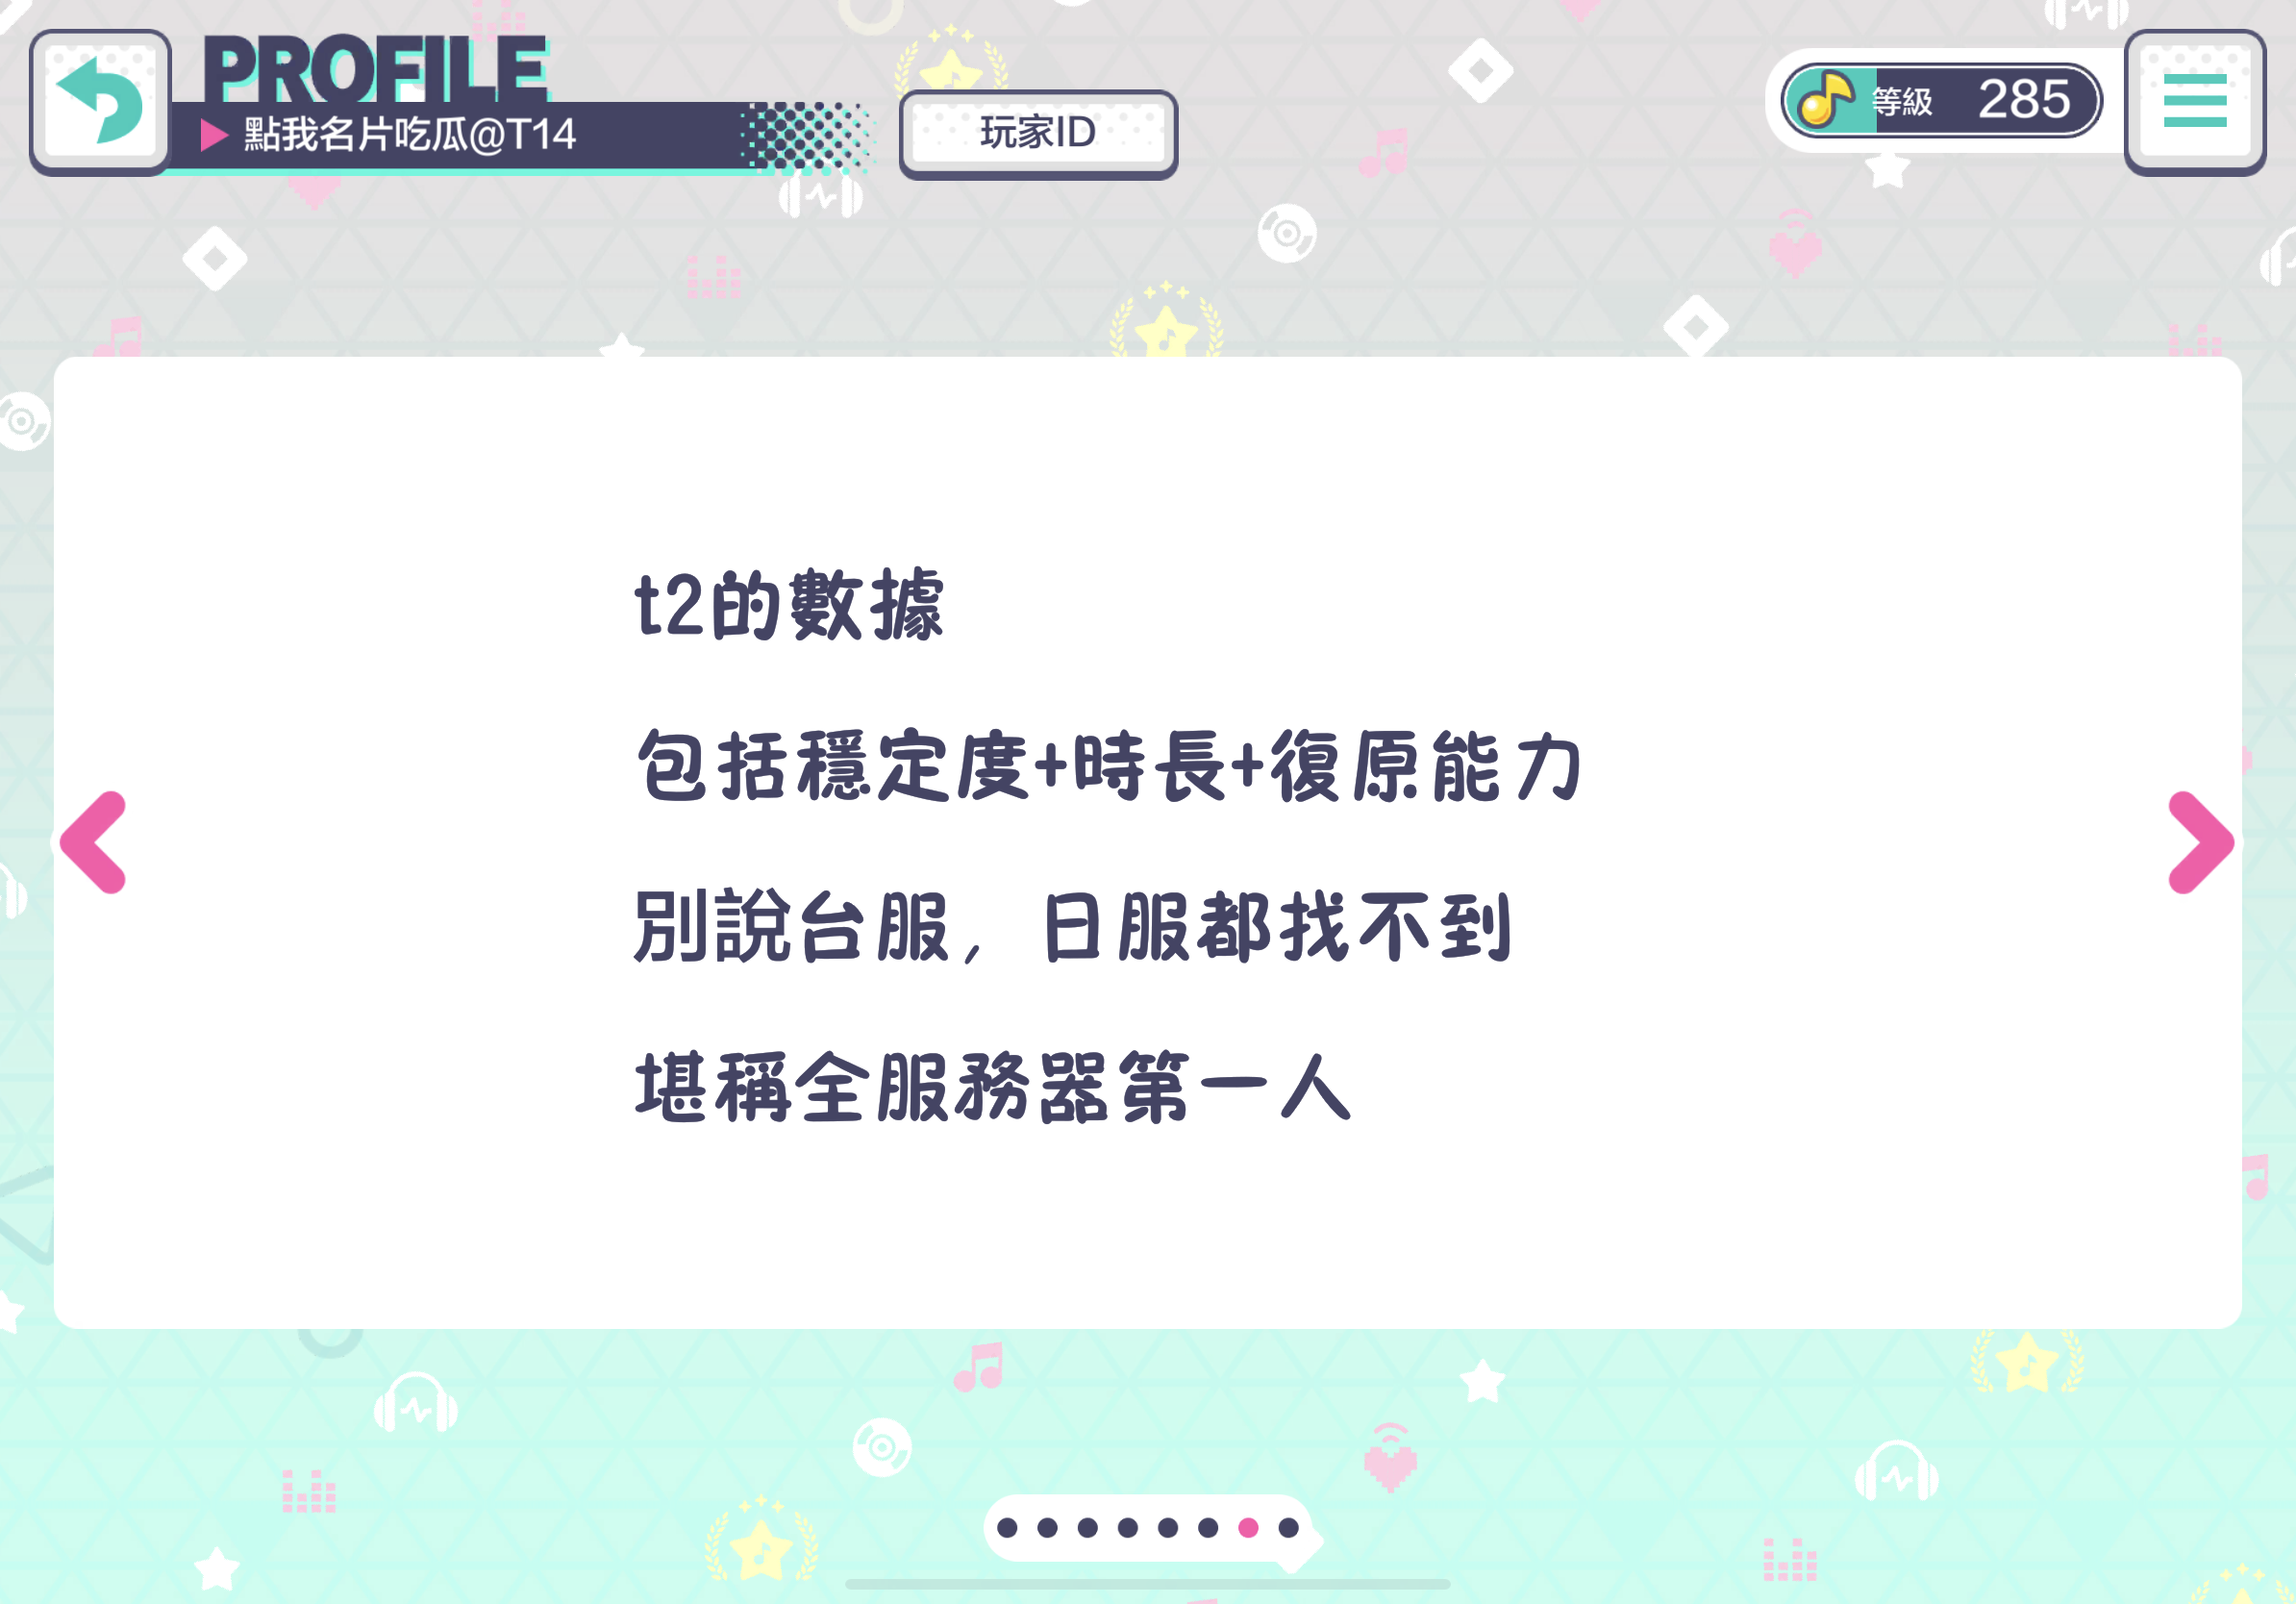 PROFILE
點我名片吃瓜@T14
玩家ID
等級 285
t2的數據
包括穩定度+時長+復原能力
別說台服，日服都找不到
堪稱全服務器第一人